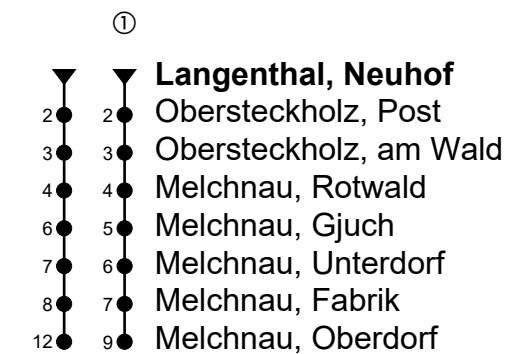 ①
Langenthal, Neuhof
2 2 Obersteckholz, Post
3 3 Obersteckholz, am Wald
4 4 Melchnau, Rotwald
6 5 Melchnau, Gjuch
7 6 Melchnau, Unterdorf
8 7 Melchnau, Fabrik
12 9 Melchnau, Oberdorf